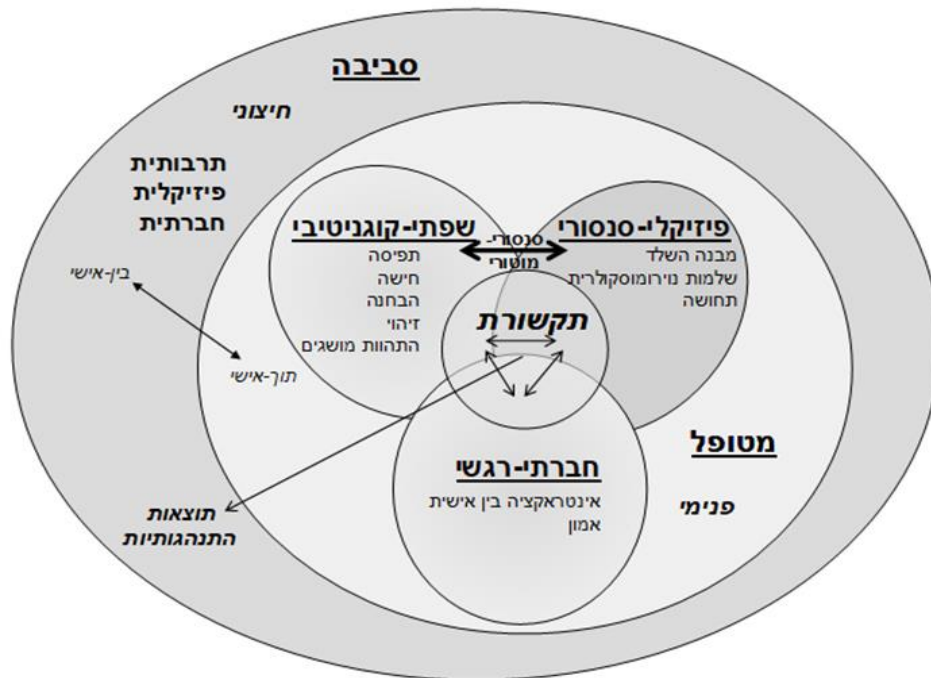 סביבה
חיצוני
תרבותית
פיזיקלית
חברתית
פיזיקלי-סנסורי
מבנה השלד
שלמות נוירומוסקולרית
תחושה
סנסורי-
מוטורי
שפתי-קוגניטיבי
תפיסה
חישה
הבחנה
זיהוי
התהוות מושגים
תקשורת
בין-אישי
תוך-אישי
מטופל
פנימי
חברתי-רגשי
אינטראקציה בין אישית
אמון
תוצאות
התנהגותיות